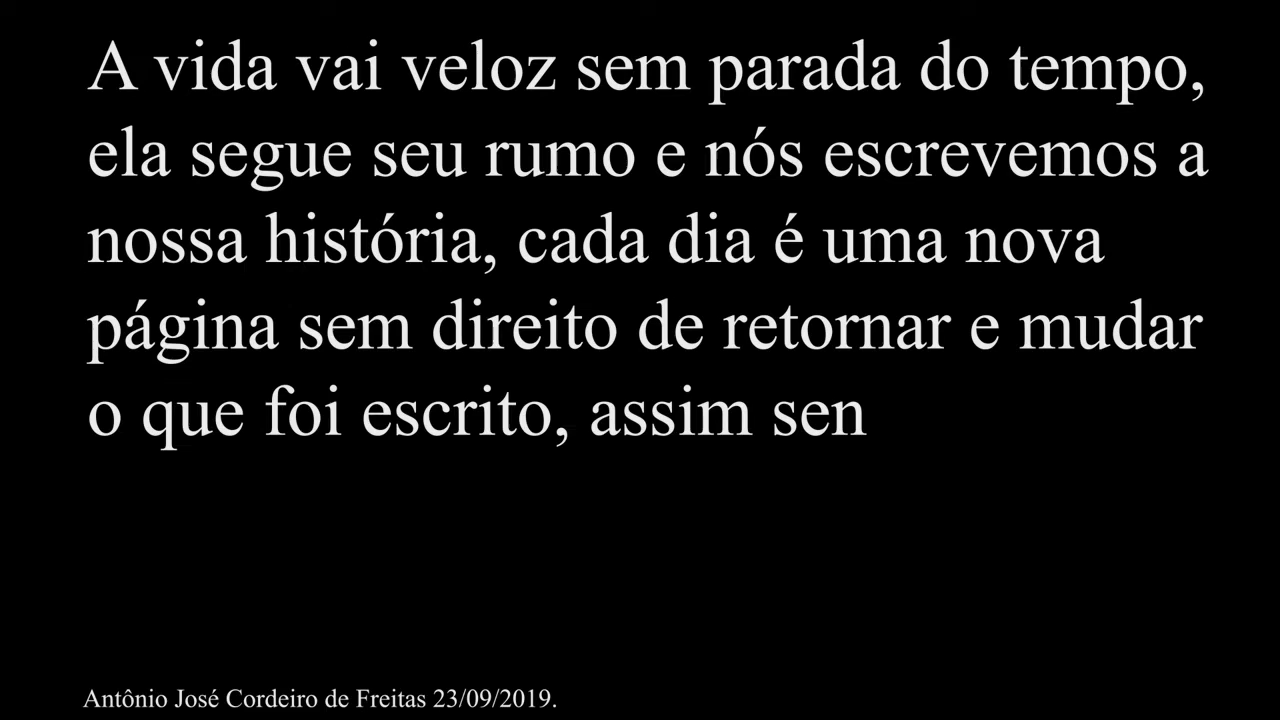 A vida vai veloz sem parada do tempo,
ela segue seu rumo e nós escrevemos a
nossa história, cada dia é uma nova
página sem direito de retornar e mudar
o que foi escrito, assim sen
Antônio José Cordeiro de Freitas 23/09/2019.